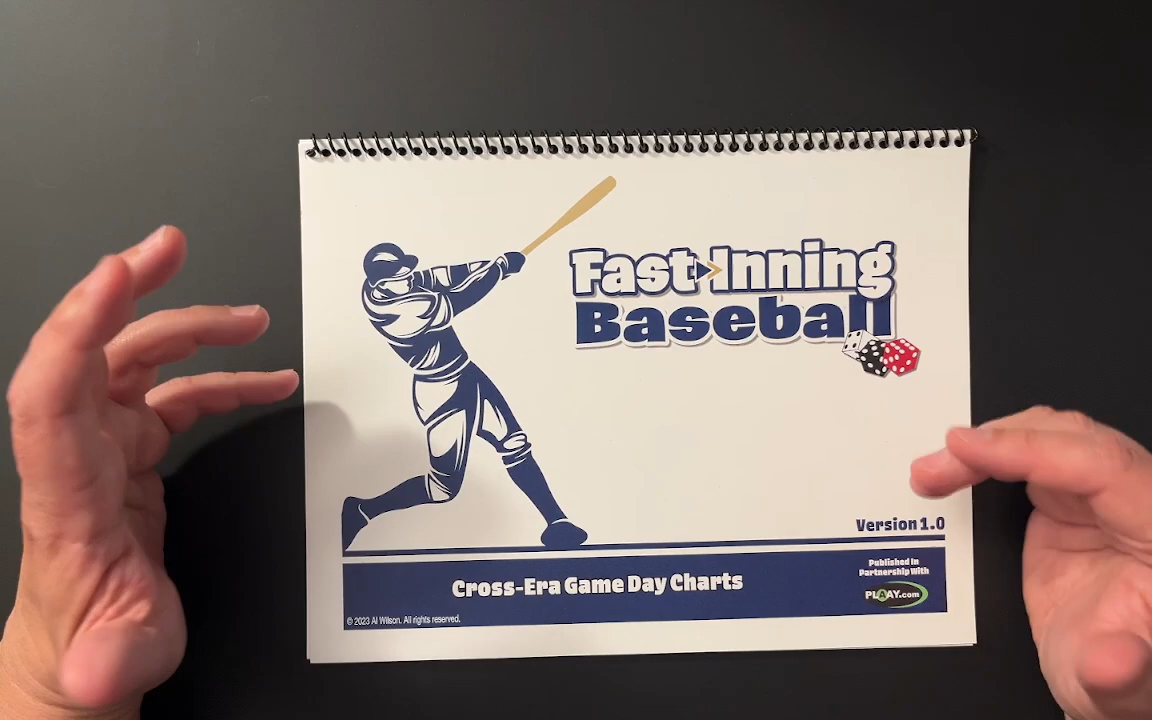 Fast Inning
Baseball
Version 1.0
Cross-Era Game Day Charts
Published In
Partnership With
PLAAY.com
© 2023 Al Wilson. All rights reserved.